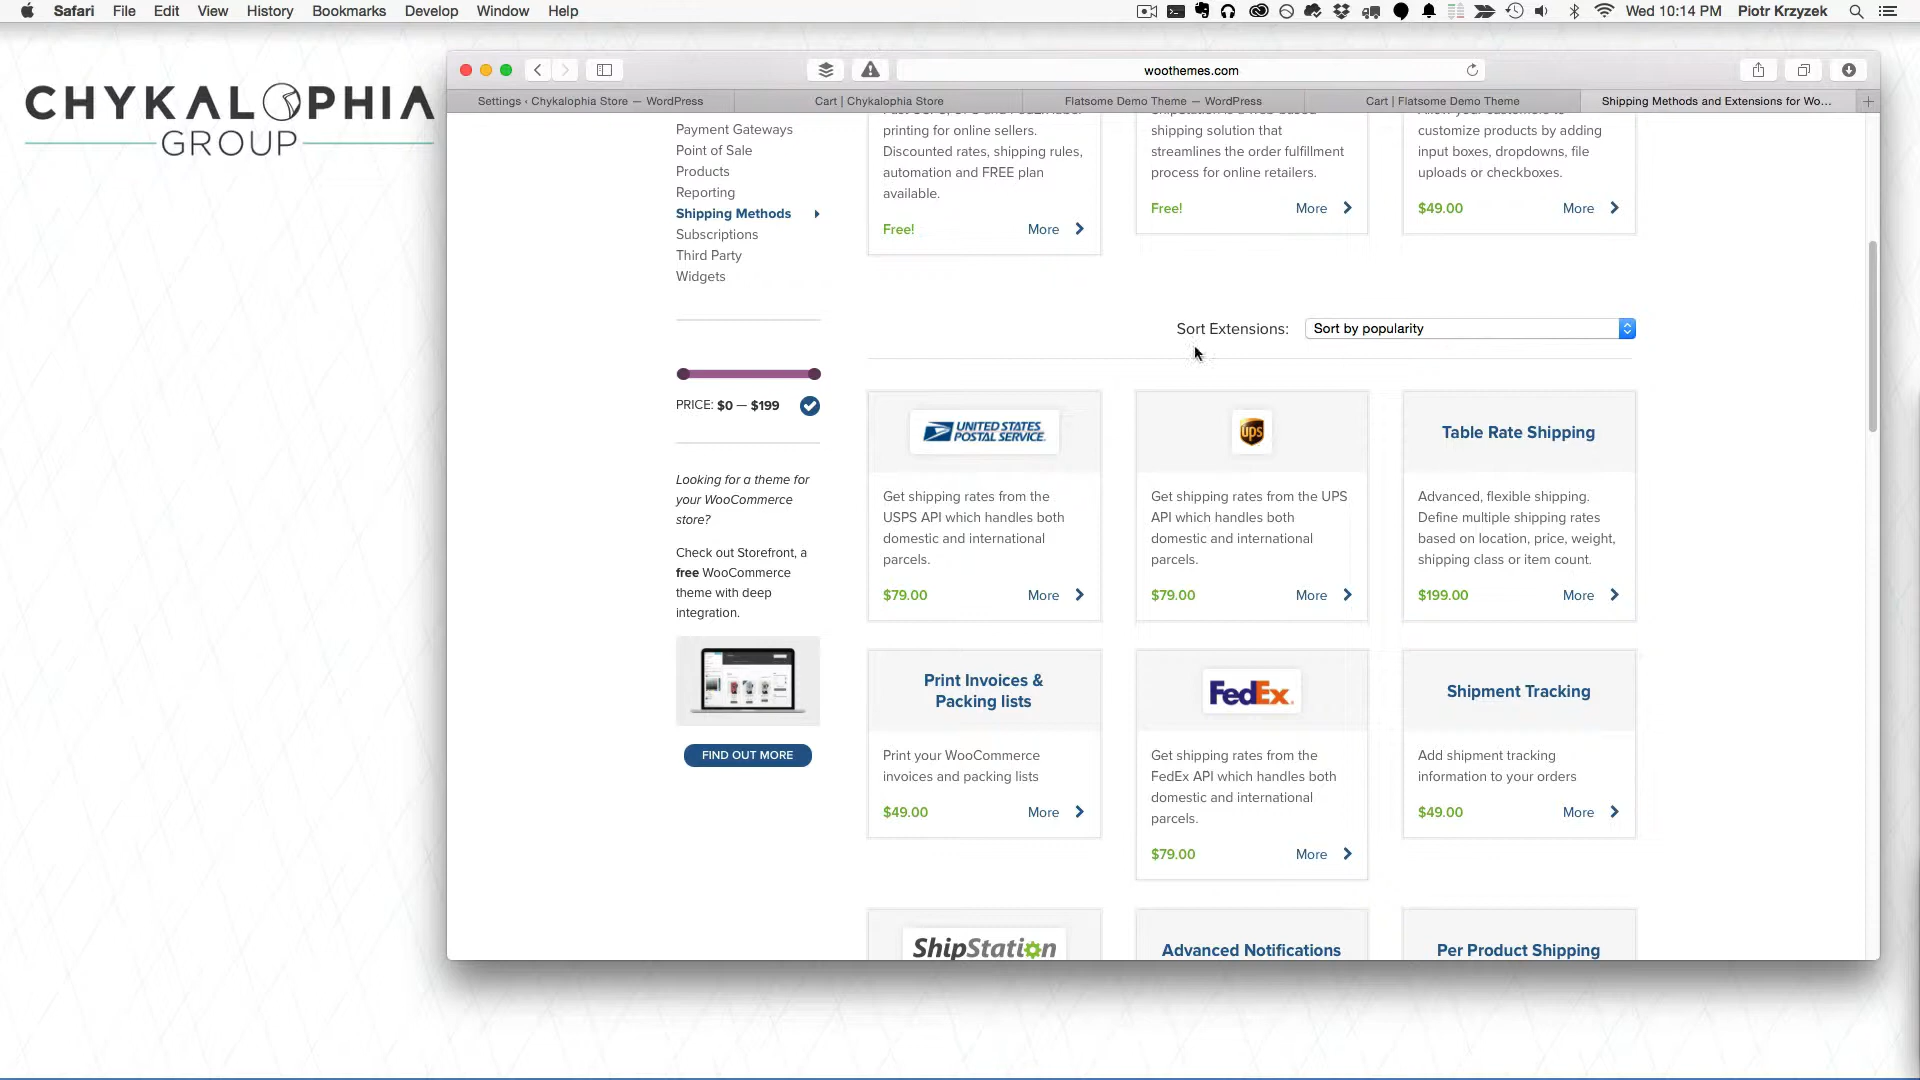 Safari File Edit View History Bookmarks Develop Window Help Wed 10:14 PM Piotr Krzyzek
CHYKALOPHIA
GROUP
woothemes.com
Settings ‹ Chykalophia Store — WordPress
Cart | Chykalophia Store
Flatsome Demo Theme — WordPress
Cart | Flatsome Demo Theme
Shipping Methods and Extensions for Wo...
Payment Gateways
Point of Sale
Products
Reporting
Shipping Methods
Subscriptions
Third Party
Widgets
PRICE: $0 — $199
Looking for a theme for
your WooCommerce
store?
Check out Storefront, a
free WooCommerce
theme with deep
integration.
FIND OUT MORE
printing for online sellers.
Discounted rates, shipping rules,
automation and FREE plan
available.
Free! More
shipping solution that
streamlines the order fulfillment
process for online retailers.
Free! More
customize products by adding
input boxes, dropdowns, file
uploads or checkboxes.
$49.00 More
Sort Extensions: Sort by popularity
UNITED STATES
POSTAL SERVICE
Get shipping rates from the
USPS API which handles both
domestic and international
parcels.
$79.00 More
ups
Get shipping rates from the UPS
API which handles both
domestic and international
parcels.
$79.00 More
Table Rate Shipping
Advanced, flexible shipping.
Define multiple shipping rates
based on location, price, weight,
shipping class or item count.
$199.00 More
Print Invoices &
Packing lists
Print your WooCommerce
invoices and packing lists
$49.00 More
FedEx.
Get shipping rates from the
FedEx API which handles both
domestic and international
parcels.
$79.00 More
Shipment Tracking
Add shipment tracking
information to your orders
$49.00 More
ShipStation
Advanced Notifications
Per Product Shipping